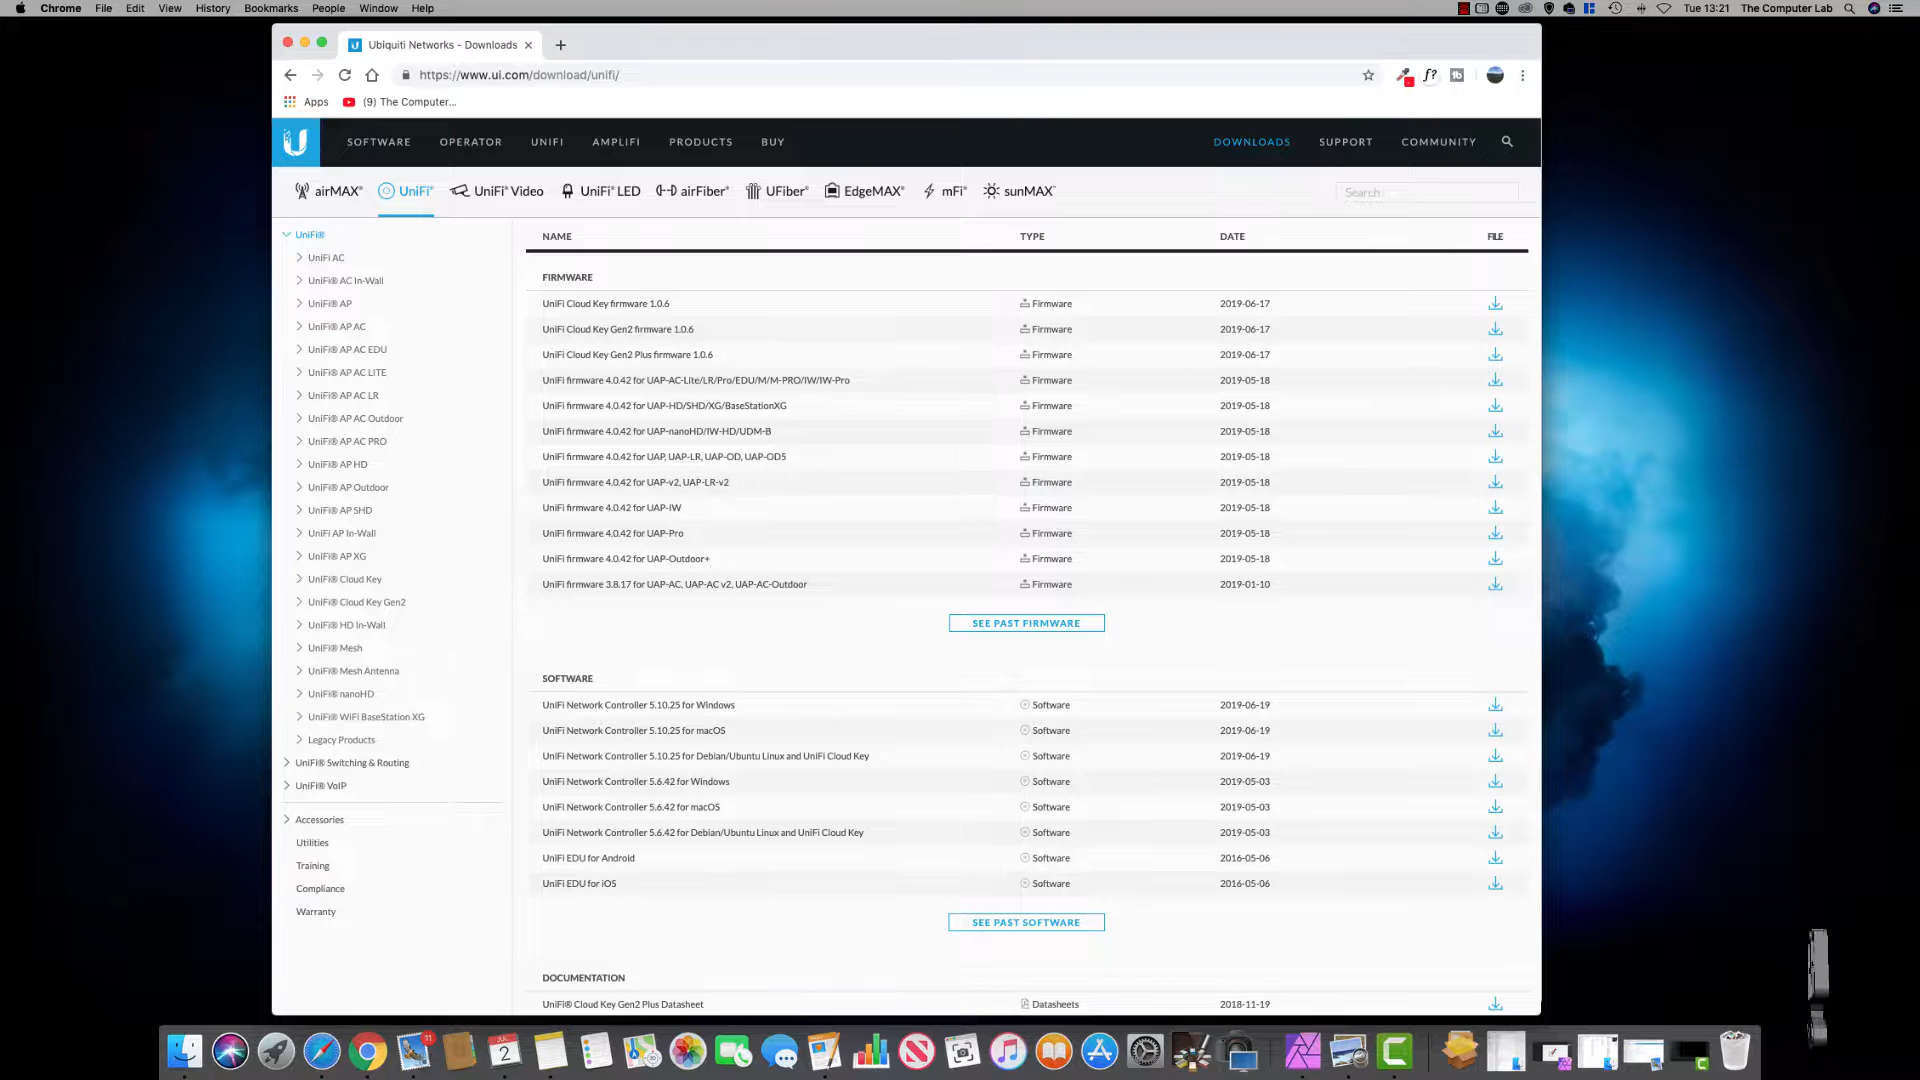 Chrome File Edit View History Bookmarks People Window Help
Tue 13:21 The Computer Lab
Ubiquiti Networks - Downloads
https://www.ui.com/download/unifi/
f?
Apps (9) The Computer...
SOFTWARE OPERATOR UNIFI AMPLIFI PRODUCTS BUY DOWNLOADS SUPPORT COMMUNITY
airMAX® UniFi® UniFi® Video UniFi® LED airFiber® UFiber® EdgeMAX® mFi® sunMAX™
Search
UniFi®
UniFi AC
UniFi® AC In-Wall
UniFi® AP
UniFi® AP AC
UniFi® AP AC EDU
UniFi® AP AC LITE
UniFi® AP AC LR
UniFi® AP AC Outdoor
UniFi® AP AC PRO
UniFi® AP HD
UniFi® AP Outdoor
UniFi® AP SHD
UniFi AP In-Wall
UniFi® AP XG
UniFi® Cloud Key
UniFi® Cloud Key Gen2
UniFi® HD In-Wall
UniFi® Mesh
UniFi® Mesh Antenna
UniFi® nanoHD
UniFi® WiFi BaseStation XG
Legacy Products
UniFi® Switching & Routing
UniFi® VoIP
Accessories
Utilities
Training
Compliance
Warranty
NAME TYPE DATE FILE
FIRMWARE
UniFi Cloud Key firmware 1.0.6 Firmware 2019-06-17
UniFi Cloud Key Gen2 firmware 1.0.6 Firmware 2019-06-17
UniFi Cloud Key Gen2 Plus firmware 1.0.6 Firmware 2019-06-17
UniFi firmware 4.0.42 for UAP-AC-Lite/LR/Pro/EDU/M/M-PRO/IW/IW-Pro Firmware 2019-05-18
UniFi firmware 4.0.42 for UAP-HD/SHD/XG/BaseStationXG Firmware 2019-05-18
UniFi firmware 4.0.42 for UAP-nanoHD/IW-HD/UDM-B Firmware 2019-05-18
UniFi firmware 4.0.42 for UAP, UAP-LR, UAP-OD, UAP-OD5 Firmware 2019-05-18
UniFi firmware 4.0.42 for UAP-v2, UAP-LR-v2 Firmware 2019-05-18
UniFi firmware 4.0.42 for UAP-IW Firmware 2019-05-18
UniFi firmware 4.0.42 for UAP-Pro Firmware 2019-05-18
UniFi firmware 4.0.42 for UAP-Outdoor+ Firmware 2019-05-18
UniFi firmware 3.8.17 for UAP-AC, UAP-AC v2, UAP-AC-Outdoor Firmware 2019-01-10
SEE PAST FIRMWARE
SOFTWARE
UniFi Network Controller 5.10.25 for Windows Software 2019-06-19
UniFi Network Controller 5.10.25 for macOS Software 2019-06-19
UniFi Network Controller 5.10.25 for Debian/Ubuntu Linux and UniFi Cloud Key Software 2019-06-19
UniFi Network Controller 5.6.42 for Windows Software 2019-05-03
UniFi Network Controller 5.6.42 for macOS Software 2019-05-03
UniFi Network Controller 5.6.42 for Debian/Ubuntu Linux and UniFi Cloud Key Software 2019-05-03
UniFi EDU for Android Software 2016-05-06
UniFi EDU for iOS Software 2016-05-06
SEE PAST SOFTWARE
DOCUMENTATION
UniFi® Cloud Key Gen2 Plus Datasheet Datasheets 2018-11-19
11
JUL
2